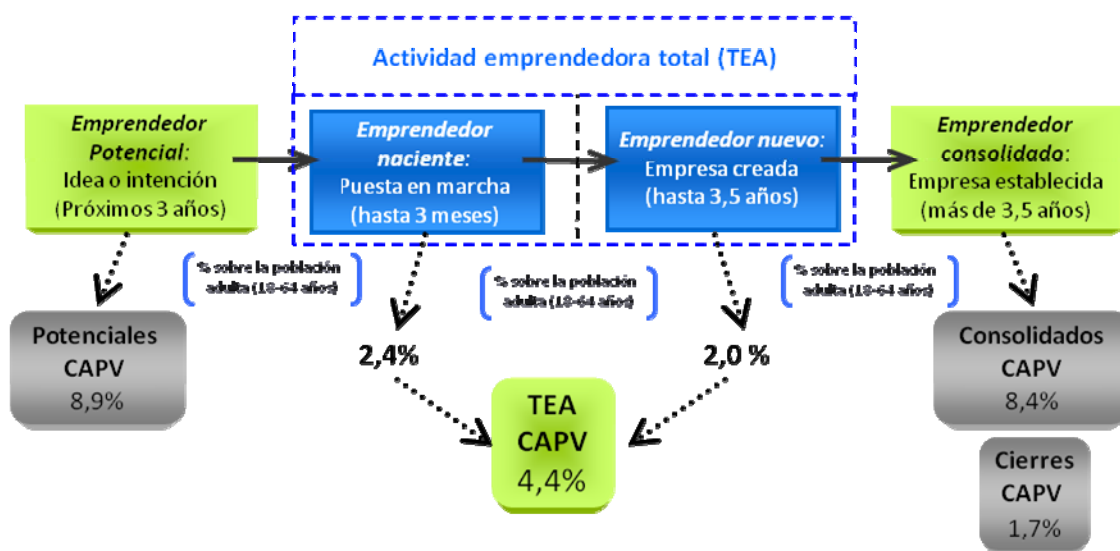 Actividad emprendedora total (TEA)
Emprendedor
Potencial:
Idea o intención
(Próximos 3 años)
Emprendedor
naciente:
Puesta en marcha
(hasta 3 meses)
Emprendedor nuevo:
Empresa creada
(hasta 3,5 años)
Emprendedor
consolidado:
Empresa establecida
(más de 3,5 años)
% sobre la población
adulta (18-64 años)
% sobre la población
adulta (18-64 años)
% sobre la población
adulta (18-64 años)
Potenciales
CAPV
8,9%
2,4%
2,0 %
TEA
CAPV
4,4%
Consolidados
CAPV
8,4%
Cierres
CAPV
1,7%